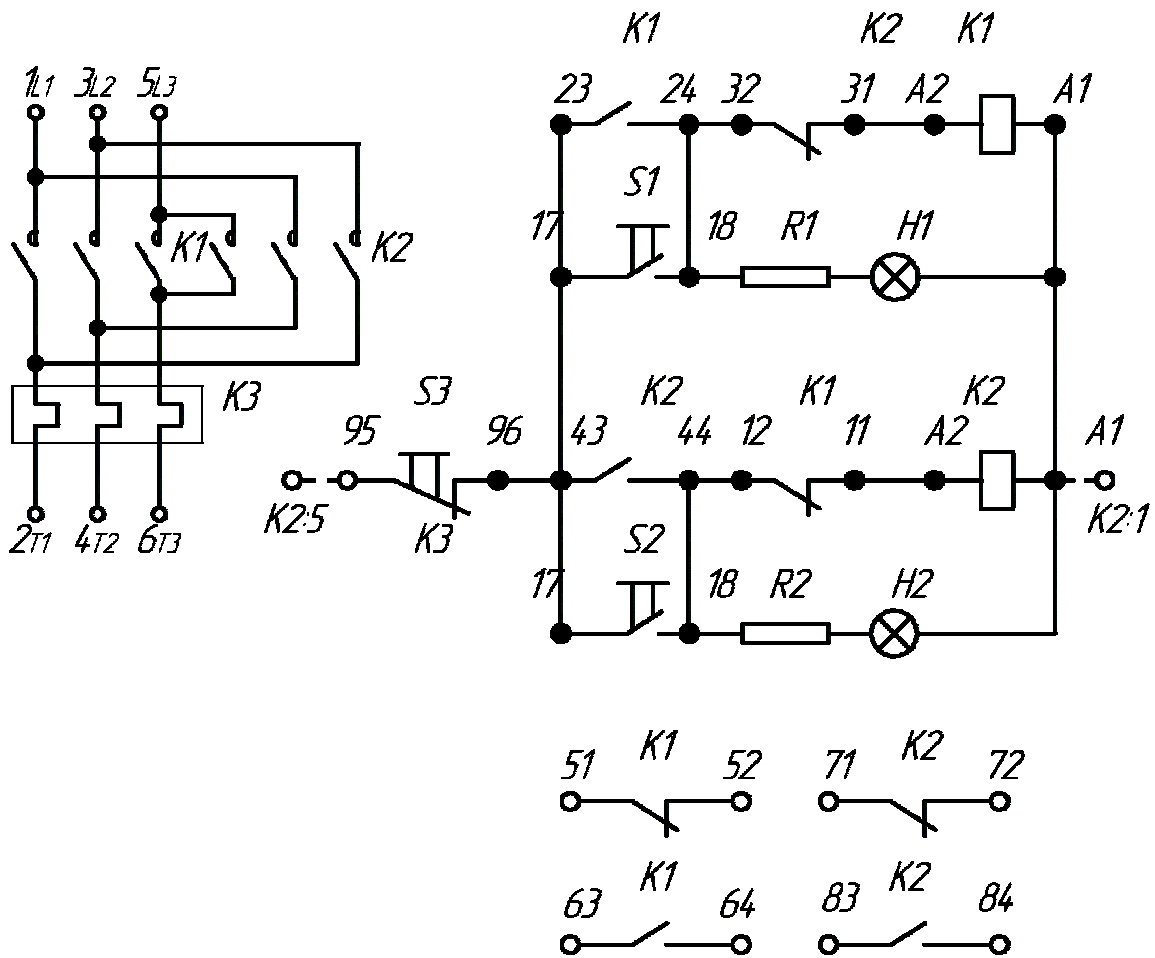 K1 K2 K1
1L1 3L2 5L3 23 24 32 31 A2 A1
S1
17 18 R1 H1
K1 K2
K3 S3 K2 K1 K2
95 96 43 44 12 11 A2 A1
K2:5 K3 S2 K2:1
2T1 4T2 6T3
17 18 R2 H2
K1 K2
51 52 71 72
K1 K2
63 64 83 84